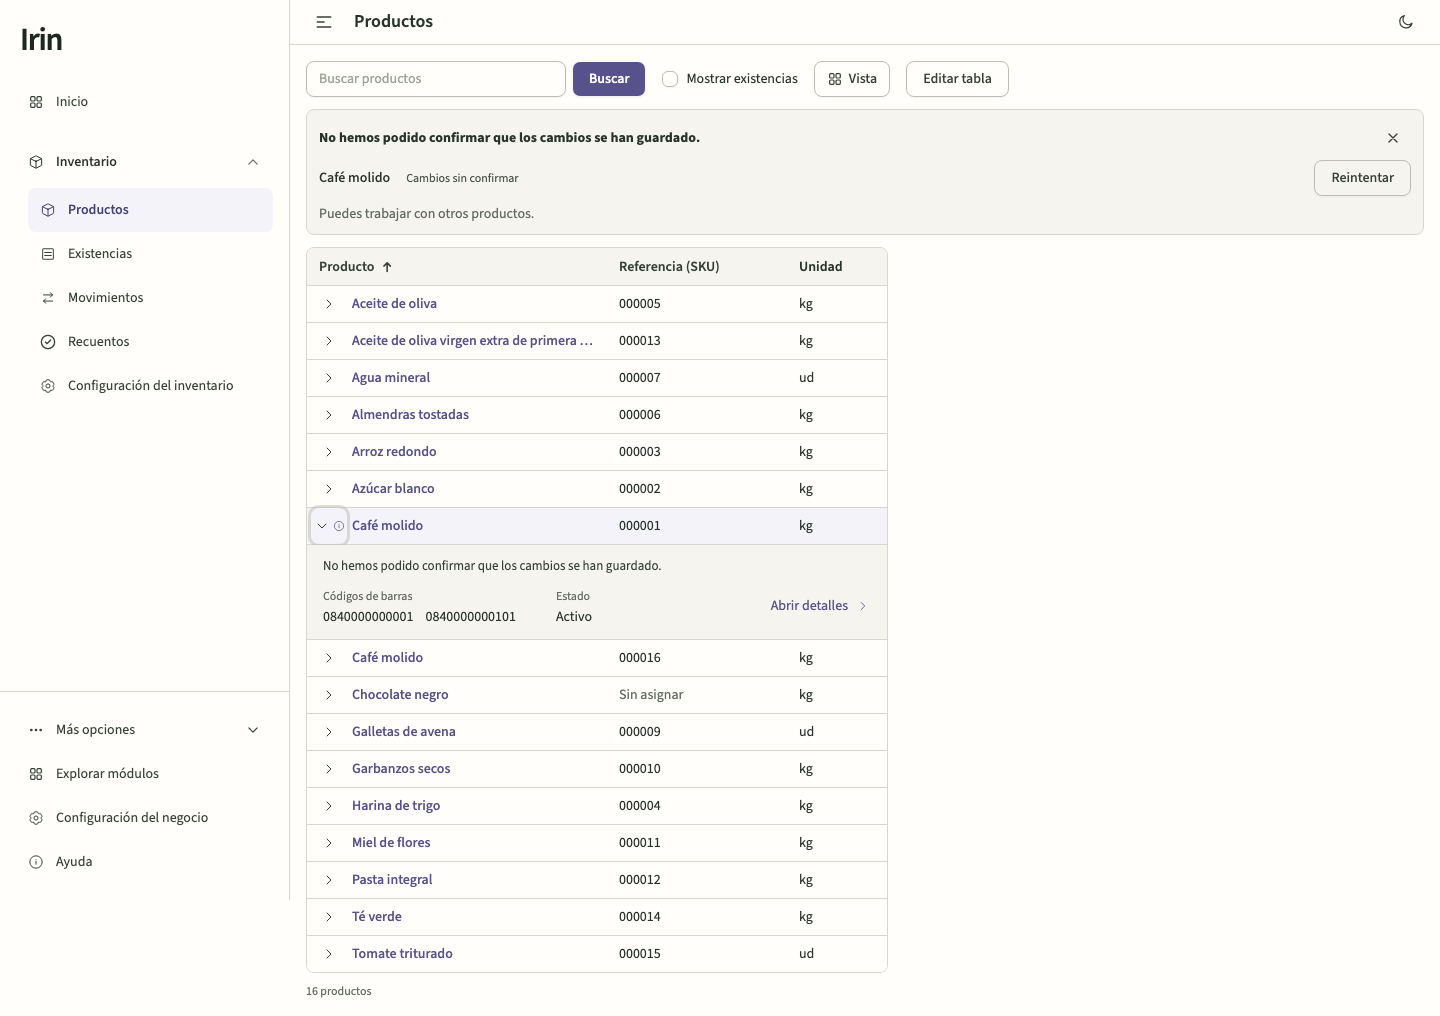 Irin
Productos
Inicio
Inventario
Productos
Existencias
Movimientos
Recuentos
Configuración del inventario
Más opciones
Explorar módulos
Configuración del negocio
Ayuda
Buscar productos Buscar Mostrar existencias Vista Editar tabla
No hemos podido confirmar que los cambios se han guardado.
Café molido Cambios sin confirmar Reintentar
Puedes trabajar con otros productos.
Producto Referencia (SKU) Unidad
Aceite de oliva 000005 kg
Aceite de oliva virgen extra de primera … 000013 kg
Agua mineral 000007 ud
Almendras tostadas 000006 kg
Arroz redondo 000003 kg
Azúcar blanco 000002 kg
Café molido 000001 kg
No hemos podido confirmar que los cambios se han guardado.
Códigos de barras Estado
0840000000001 0840000000101 Activo Abrir detalles
Café molido 000016 kg
Chocolate negro Sin asignar kg
Galletas de avena 000009 ud
Garbanzos secos 000010 kg
Harina de trigo 000004 kg
Miel de flores 000011 kg
Pasta integral 000012 kg
Té verde 000014 kg
Tomate triturado 000015 ud
16 productos